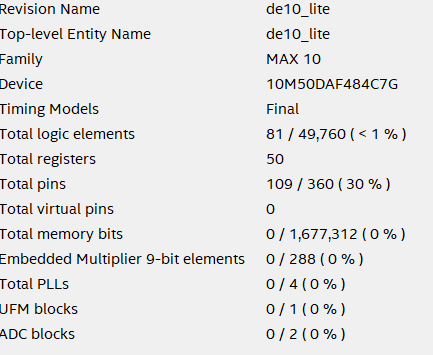 Revision Name de10_lite
Top-level Entity Name de10_lite
Family MAX 10
Device 10M50DAF484C7G
Timing Models Final
Total logic elements 81 / 49,760 ( < 1 % )
Total registers 50
Total pins 109 / 360 ( 30 % )
Total virtual pins 0
Total memory bits 0 / 1,677,312 ( 0 % )
Embedded Multiplier 9-bit elements 0 / 288 ( 0 % )
Total PLLs 0 / 4 ( 0 % )
UFM blocks 0 / 1 ( 0 % )
ADC blocks 0 / 2 ( 0 % )